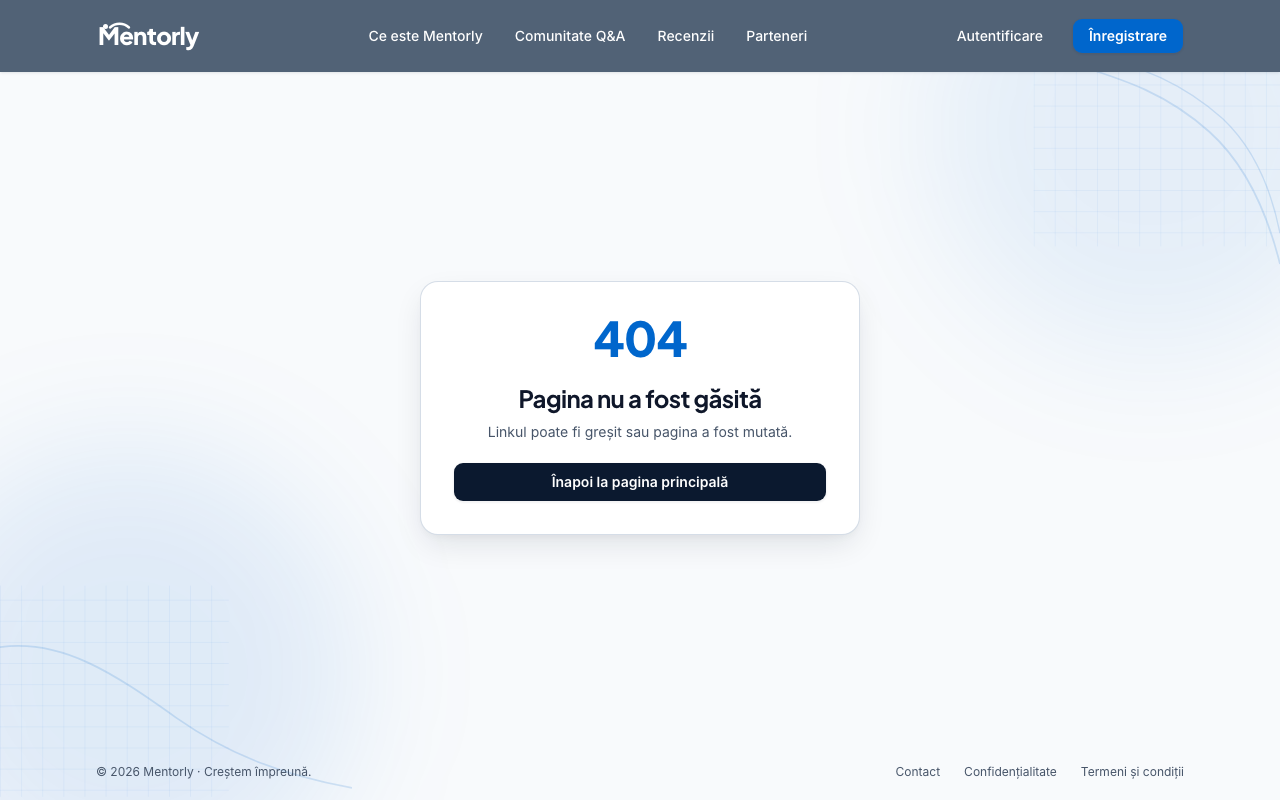 Mentorly
Ce este Mentorly
Comunitate Q&A
Recenzii
Parteneri
Autentificare
Înregistrare
404
Pagina nu a fost găsită
Linkul poate fi greșit sau pagina a fost mutată.
Înapoi la pagina principală
© 2026 Mentorly · Creștem împreună.
Contact
Confidențialitate
Termeni și condiții